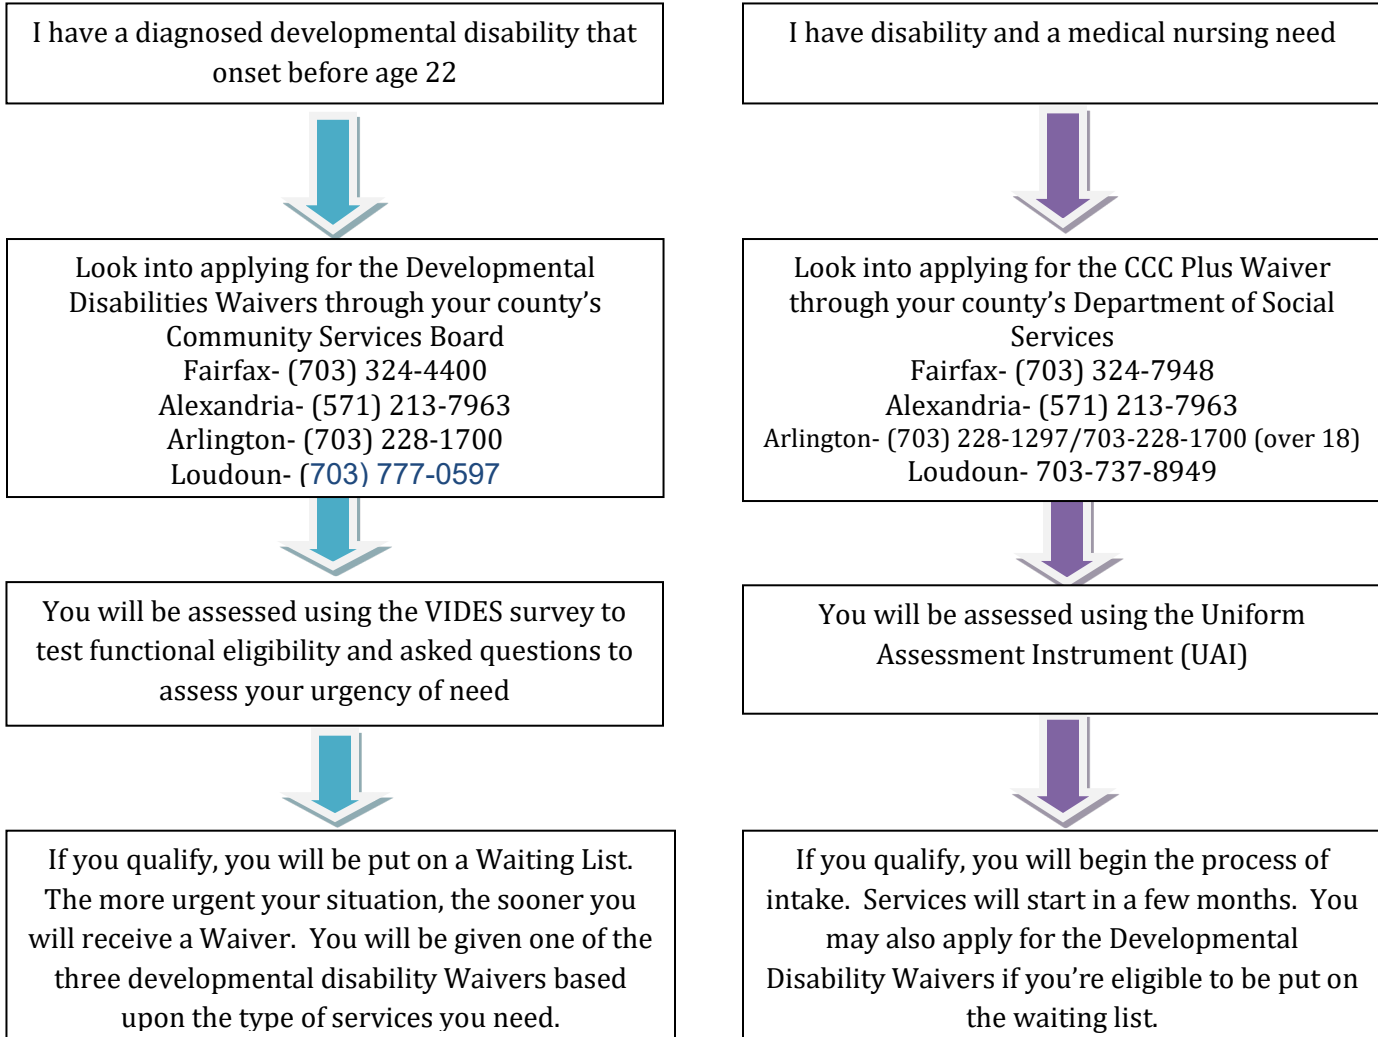 I have a diagnosed developmental disability that
onset before age 22
Look into applying for the Developmental
Disabilities Waivers through your county’s
Community Services Board
Fairfax- (703) 324-4400
Alexandria- (571) 213-7963
Arlington- (703) 228-1700
Loudoun- (703) 777-0597
You will be assessed using the VIDES survey to
test functional eligibility and asked questions to
assess your urgency of need
If you qualify, you will be put on a Waiting List.
The more urgent your situation, the sooner you
will receive a Waiver.  You will be given one of the
three developmental disability Waivers based
upon the type of services you need.
I have disability and a medical nursing need
Look into applying for the CCC Plus Waiver
through your county’s Department of Social
Services
Fairfax- (703) 324-7948
Alexandria- (571) 213-7963
Arlington- (703) 228-1297/703-228-1700 (over 18)
Loudoun- 703-737-8949
You will be assessed using the Uniform
Assessment Instrument (UAI)
If you qualify, you will begin the process of
intake.  Services will start in a few months.  You
may also apply for the Developmental
Disability Waivers if you’re eligible to be put on
the waiting list.